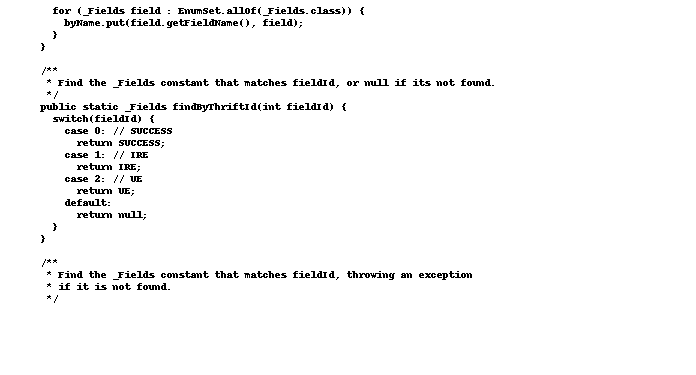 for (_Fields field : EnumSet.allOf(_Fields.class)) {
byName.put(field.getFieldName(), field);
}
}
/**
* Find the _Fields constant that matches fieldId, or null if its not found.
*/
public static _Fields findByThriftId(int fieldId) {
switch(fieldId) {
case 0: // SUCCESS
return SUCCESS;
case 1: // IRE
return IRE;
case 2: // UE
return UE;
default:
return null;
}
}
/**
* Find the _Fields constant that matches fieldId, throwing an exception
* if it is not found.
*/